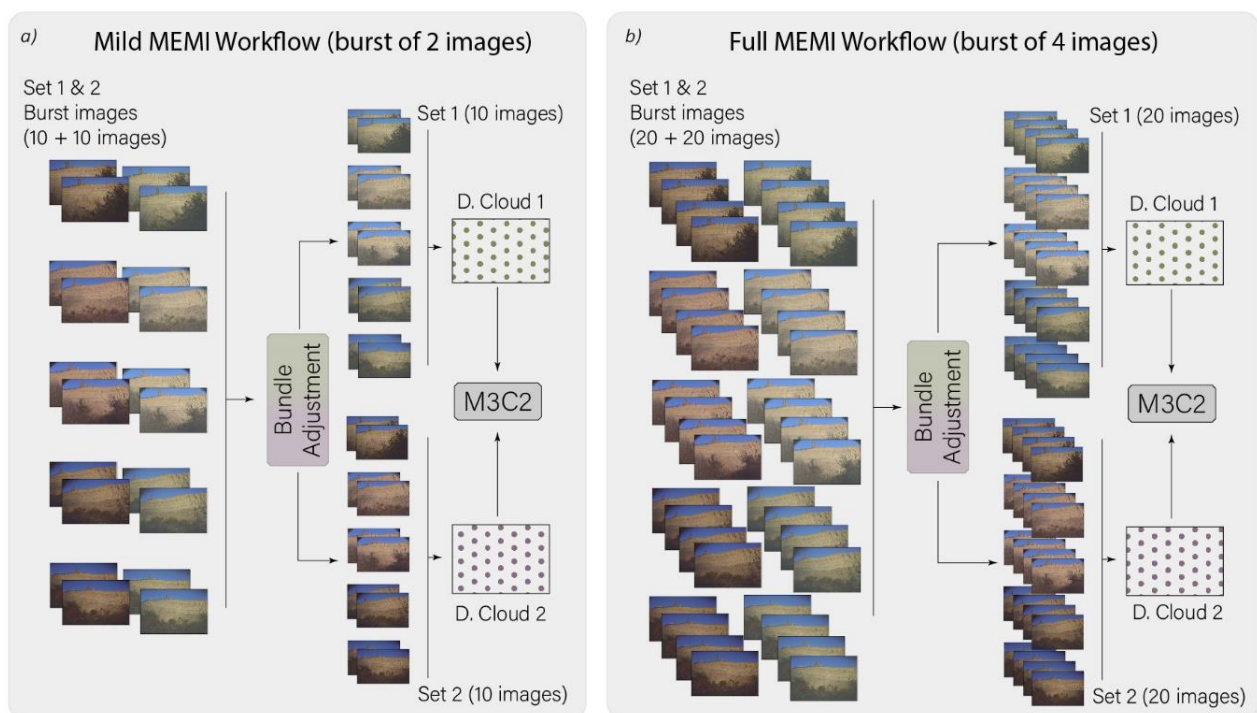 a)
Mild MEMI Workflow (burst of 2 images)
Set 1 & 2
Burst images
(10 + 10 images)
Set 1 (10 images)
D. Cloud 1
Bundle
Adjustment
M3C2
D. Cloud 2
Set 2 (10 images)
b)
Full MEMI Workflow (burst of 4 images)
Set 1 & 2
Burst images
(20 + 20 images)
Set 1 (20 images)
D. Cloud 1
Bundle
Adjustment
M3C2
D. Cloud 2
Set 2 (20 images)